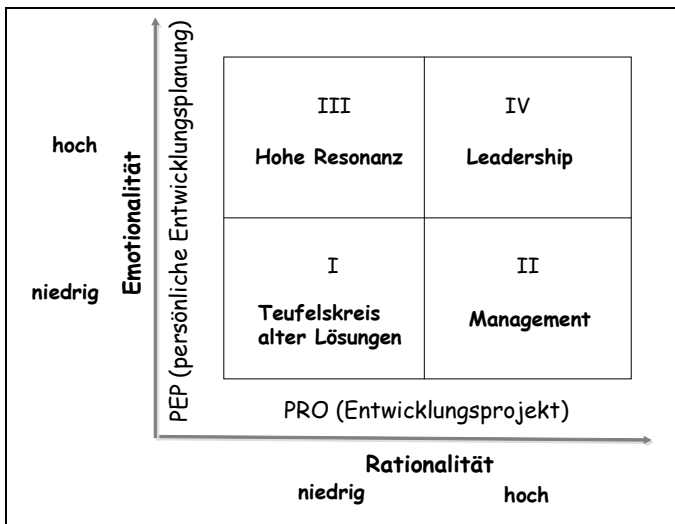 hoch
niedrig
Emotionalität
PEP (persönliche Entwicklungsplanung)
III
Hohe Resonanz
IV
Leadership
I
Teufelskreis
alter Lösungen
II
Management
PRO (Entwicklungsprojekt)
Rationalität
niedrig
hoch